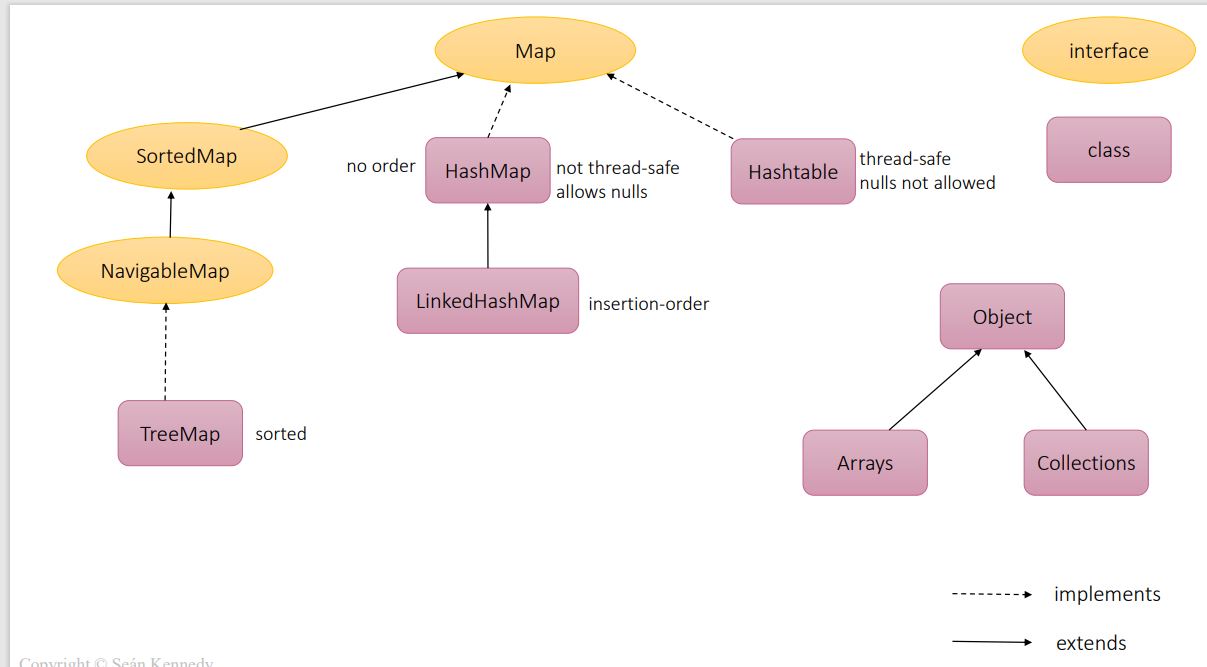 Map
interface
SortedMap
no order
HashMap
not thread-safe
allows nulls
Hashtable
thread-safe
nulls not allowed
class
NavigableMap
LinkedHashMap
insertion-order
Object
TreeMap
sorted
Arrays
Collections
implements
extends
Copyright © Seán Kennedy